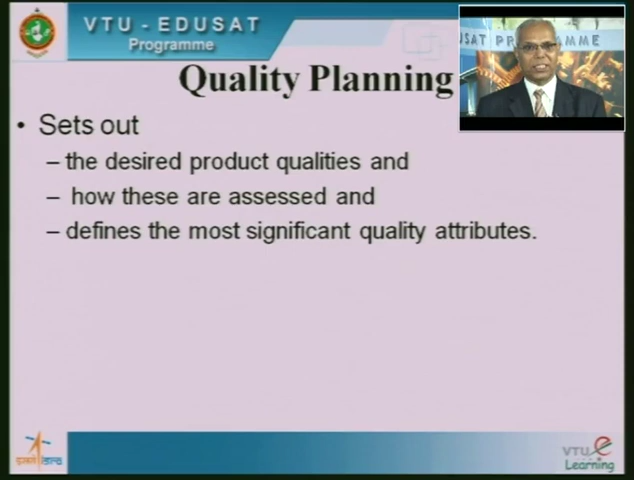 VTU - EDUSAT
Programme
USAT PROGRAMME
Quality Planning
• Sets out
– the desired product qualities and
– how these are assessed and
– defines the most significant quality attributes.
VTU
Learning